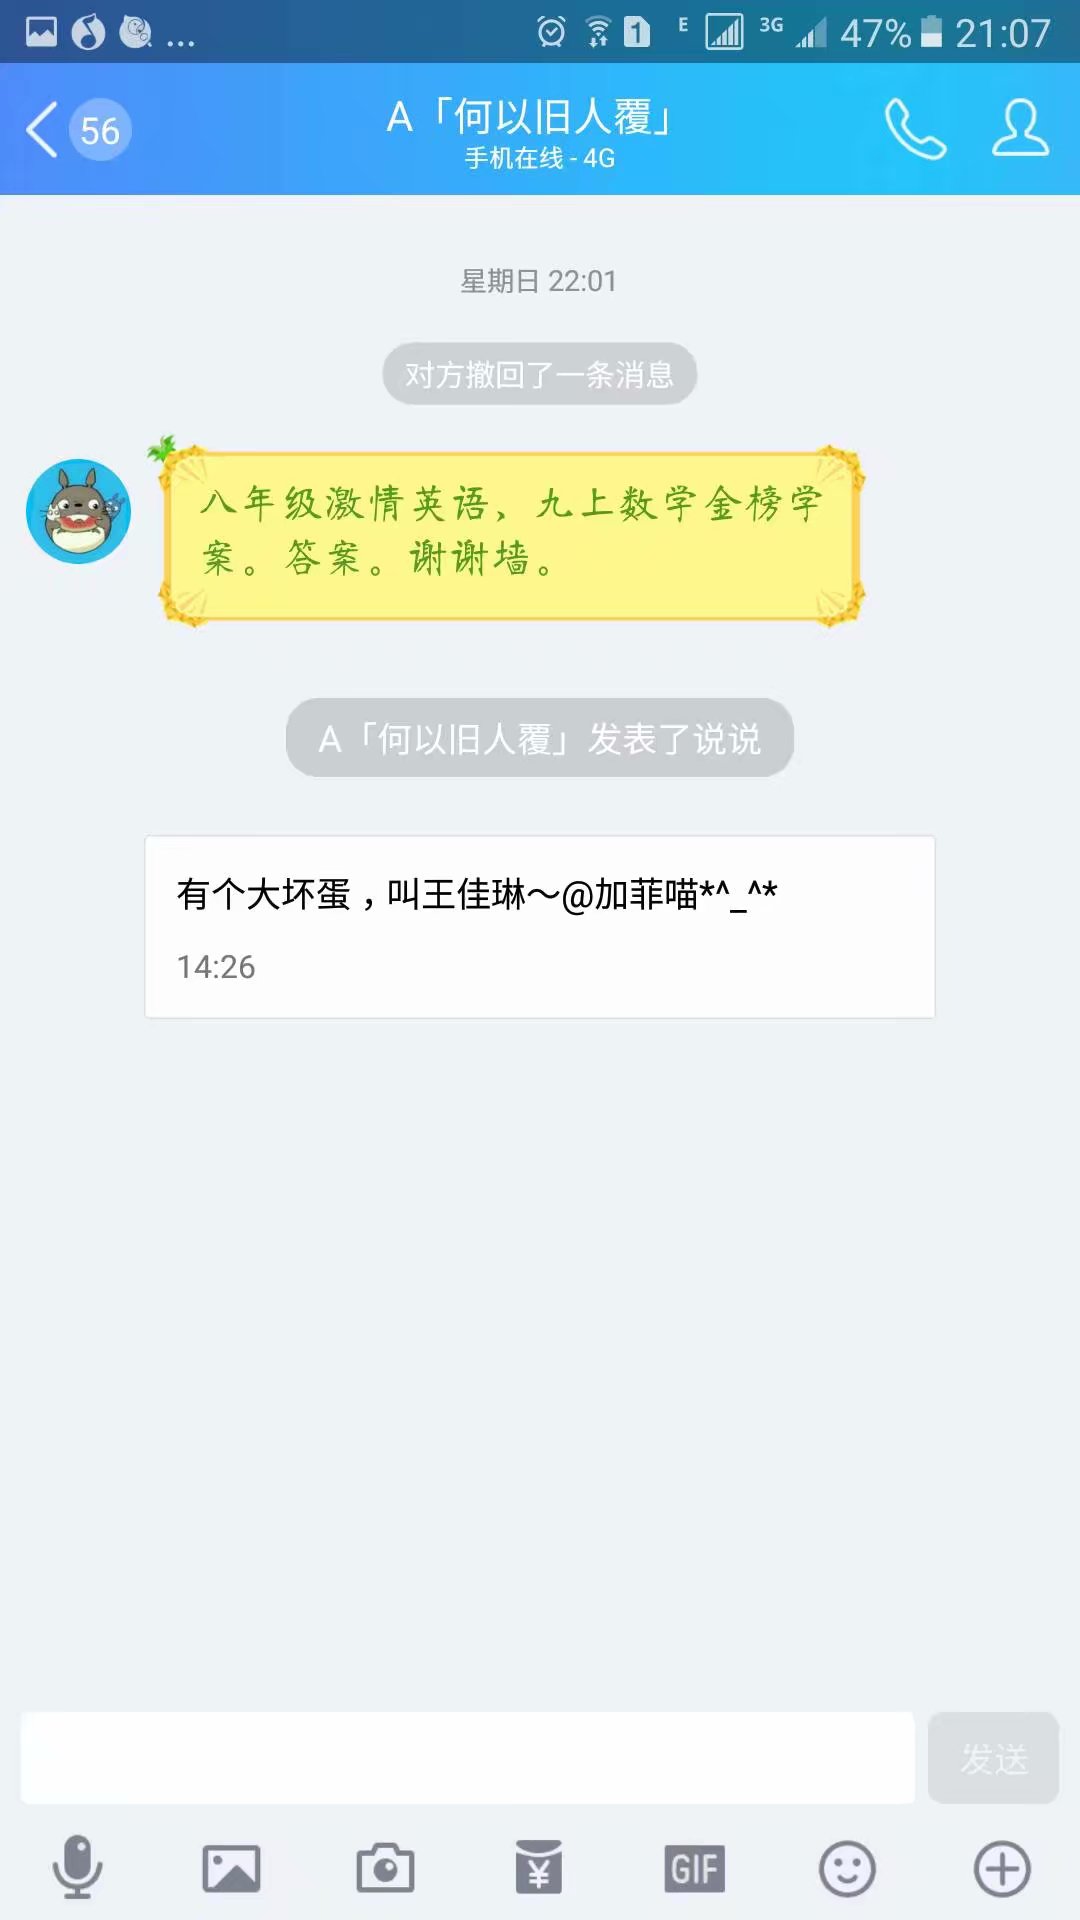 ... 1 E 3G 47% 21:07
56
A「何以旧人覆」
手机在线 - 4G
星期日 22:01
对方撤回了一条消息
八年级激情英语、九上数学金榜学
案。答案。谢谢墙。
A「何以旧人覆」发表了说说
有个大坏蛋，叫王佳琳～@加菲喵*^_^*
14:26
发送
¥ GIF